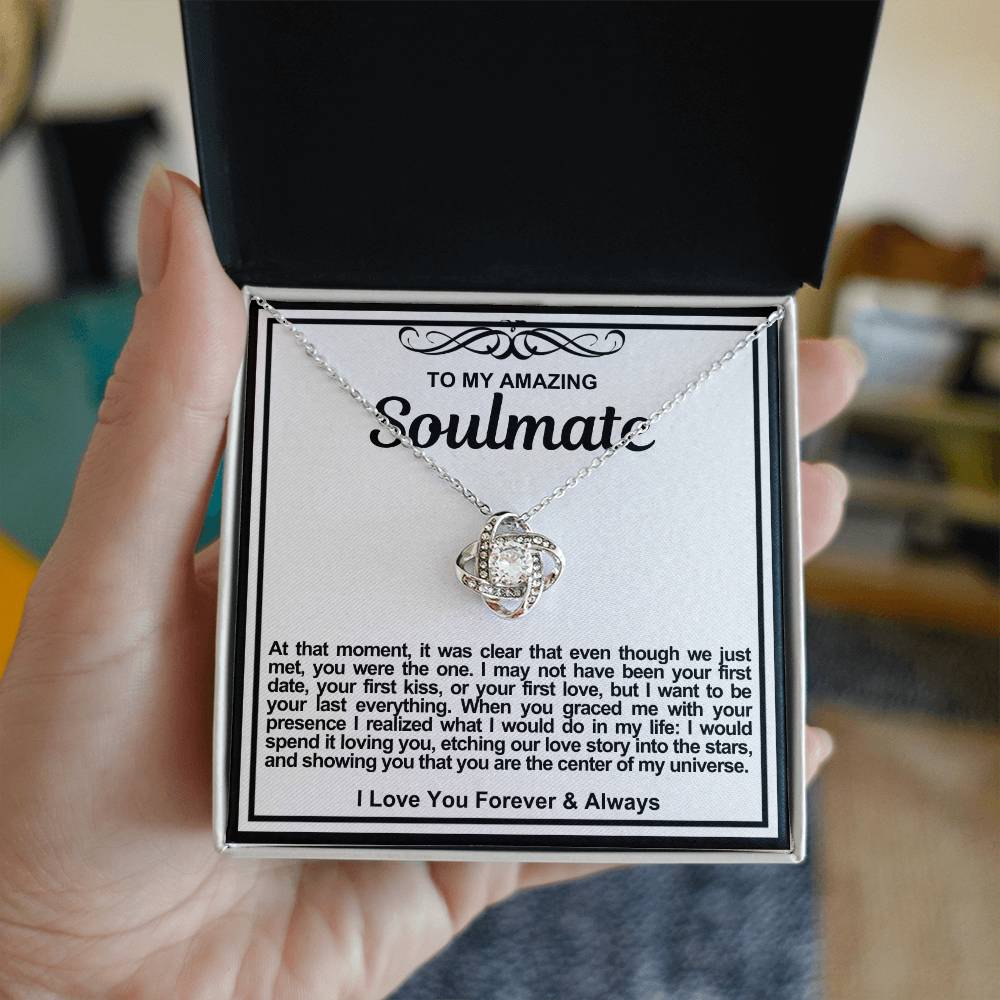 TO MY AMAZING
Soulmate
At that moment, it was clear that even though we just
met, you were the one. I may not have been your first
date, your first kiss, or your first love, but I want to be
your last everything. When you graced me with your
presence I realized what I would do in my life: I would
spend it loving you, etching our love story into the stars,
and showing you that you are the center of my universe.
I Love You Forever & Always